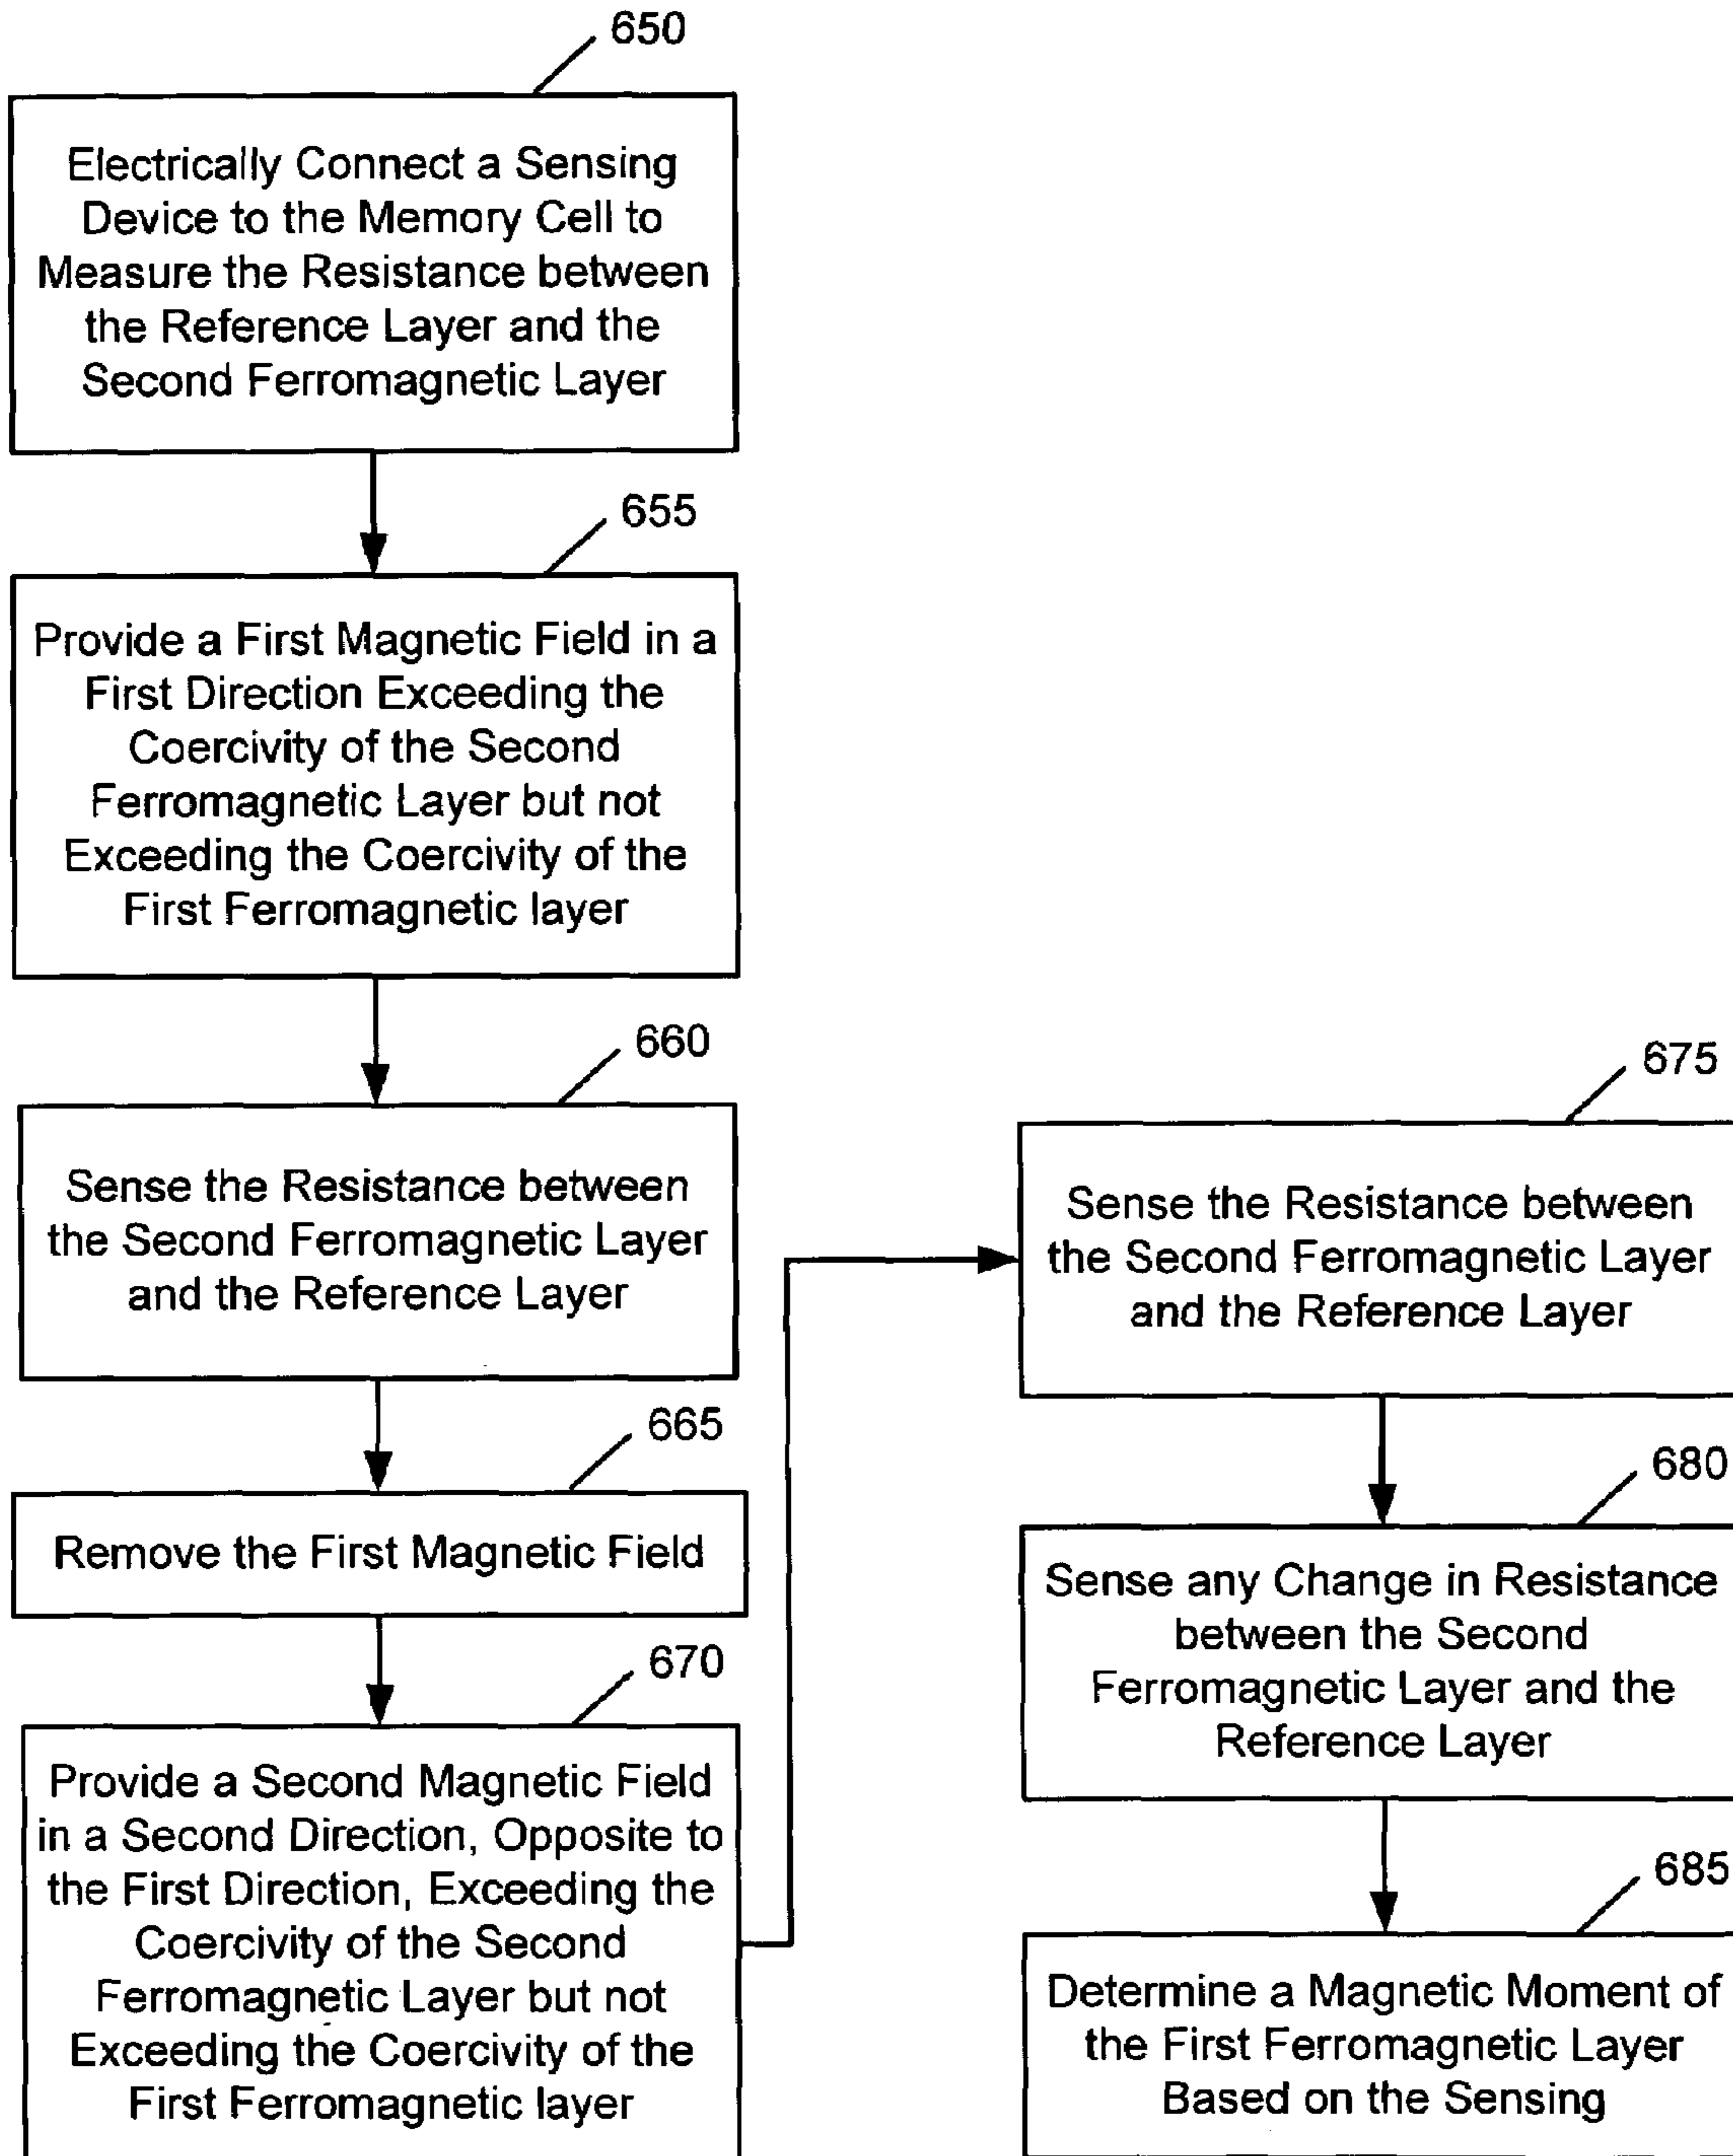 650
Electrically Connect a Sensing
Device to the Memory Cell to
Measure the Resistance between
the Reference Layer and the
Second Ferromagnetic Layer
655
Provide a First Magnetic Field in a
First Direction Exceeding the
Coercivity of the Second
Ferromagnetic Layer but not
Exceeding the Coercivity of the
First Ferromagnetic layer
660
Sense the Resistance between
the Second Ferromagnetic Layer
and the Reference Layer
665
Remove the First Magnetic Field
670
Provide a Second Magnetic Field
in a Second Direction, Opposite to
the First Direction, Exceeding the
Coercivity of the Second
Ferromagnetic Layer but not
Exceeding the Coercivity of the
First Ferromagnetic layer
675
Sense the Resistance between
the Second Ferromagnetic Layer
and the Reference Layer
680
Sense any Change in Resistance
between the Second
Ferromagnetic Layer and the
Reference Layer
685
Determine a Magnetic Moment of
the First Ferromagnetic Layer
Based on the Sensing